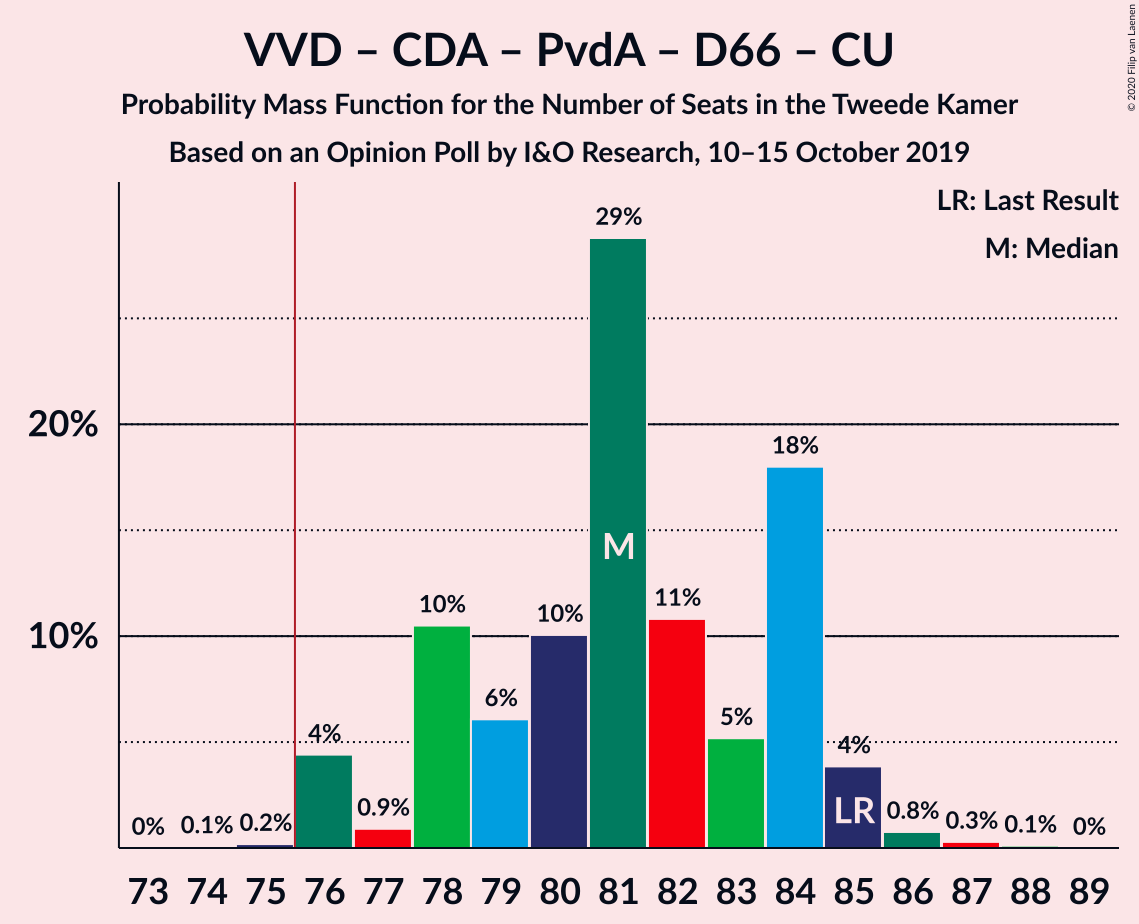 VVD – CDA – PvdA – D66 – CU
Probability Mass Function for the Number of Seats in the Tweede Kamer
Based on an Opinion Poll by I&O Research, 10–15 October 2019
© 2020 Filip van Laenen
LR: Last Result
M: Median
20%
10%
0%
0.1%
0.2%
4%
0.9%
10%
6%
10%
29%
M
11%
5%
18%
4%
LR
0.8%
0.3%
0.1%
0%
73 74 75 76 77 78 79 80 81 82 83 84 85 86 87 88 89